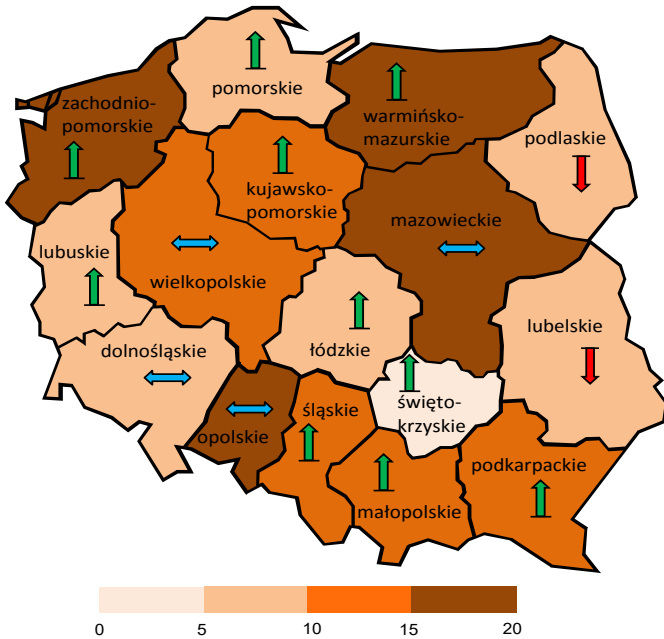 pomorskie
zachodnio-
pomorskie
warmińsko-
mazurskie
podlaskie
kujawsko-
pomorskie
mazowieckie
lubuskie
wielkopolskie
lubelskie
dolnośląskie
łódzkie
opolskie
śląskie
święto-
krzyskie
podkarpackie
małopolskie
0 5 10 15 20